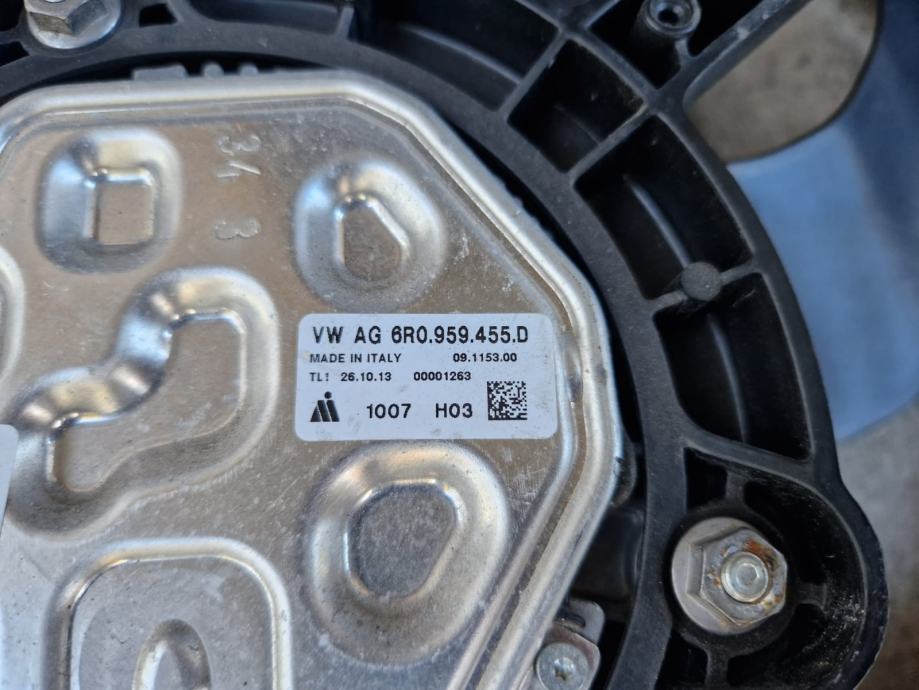 34
3
VW AG 6R0.959.455.D
MADE IN ITALY 09.1153.00
TL! 26.10.13 00001263
1007 H03